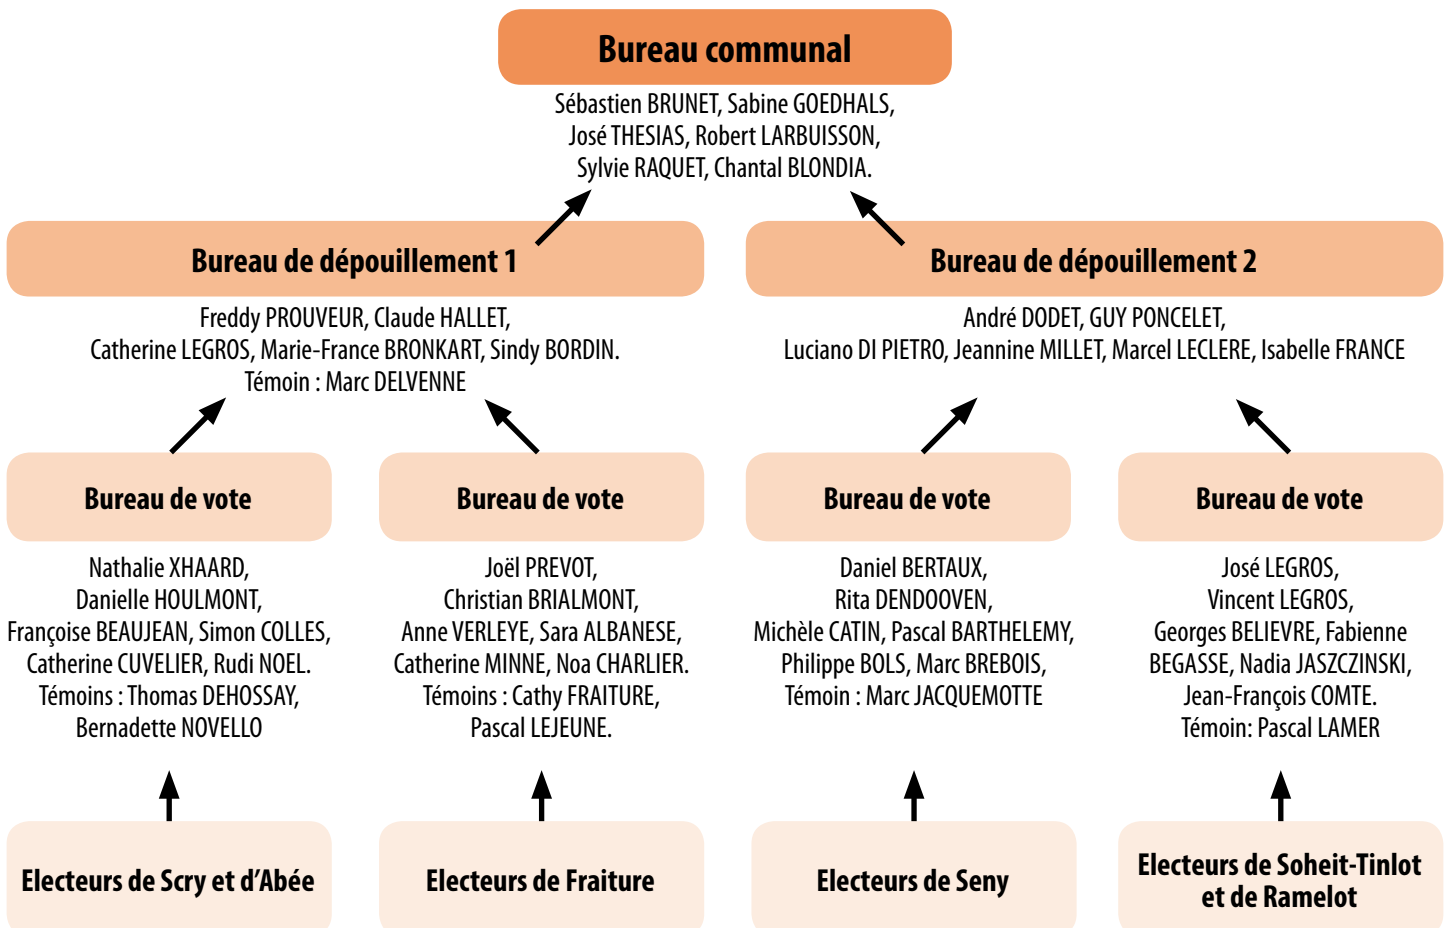 Bureau communal
Sébastien BRUNET, Sabine GOEDHALS,
José THESIAS, Robert LARBUISSON,
Sylvie RAQUET, Chantal BLONDIA.
Bureau de dépouillement 1
Freddy PROUVEUR, Claude HALLET,
Catherine LEGROS, Marie-France BRONKART, Sindy BORDIN.
Témoin : Marc DELVENNE
Bureau de dépouillement 2
André DODET, GUY PONCELET,
Luciano DI PIETRO, Jeannine MILLET, Marcel LECLERE, Isabelle FRANCE
Bureau de vote
Nathalie XHAARD,
Danielle HOULMONT,
Françoise BEAUJEAN, Simon COLLES,
Catherine CUVELIER, Rudi NOEL.
Témoins : Thomas DEHOSSAY,
Bernadette NOVELLO
Bureau de vote
Joël PREVOT,
Christian BRIALMONT,
Anne VERLEYE, Sara ALBANESE,
Catherine MINNE, Noa CHARLIER.
Témoins : Cathy FRAITURE,
Pascal LEJEUNE.
Bureau de vote
Daniel BERTAUX,
Rita DENDOOVEN,
Michèle CATIN, Pascal BARTHELEMY,
Philippe BOLS, Marc BREBOIS,
Témoin : Marc JACQUEMOTTE
Bureau de vote
José LEGROS,
Vincent LEGROS,
Georges BELIEVRE, Fabienne
BEGASSE, Nadia JASZCZINSKI,
Jean-François COMTE.
Témoin: Pascal LAMER
Electeurs de Scry et d'Abée
Electeurs de Fraiture
Electeurs de Seny
Electeurs de Soheit-Tinlot
et de Ramelot